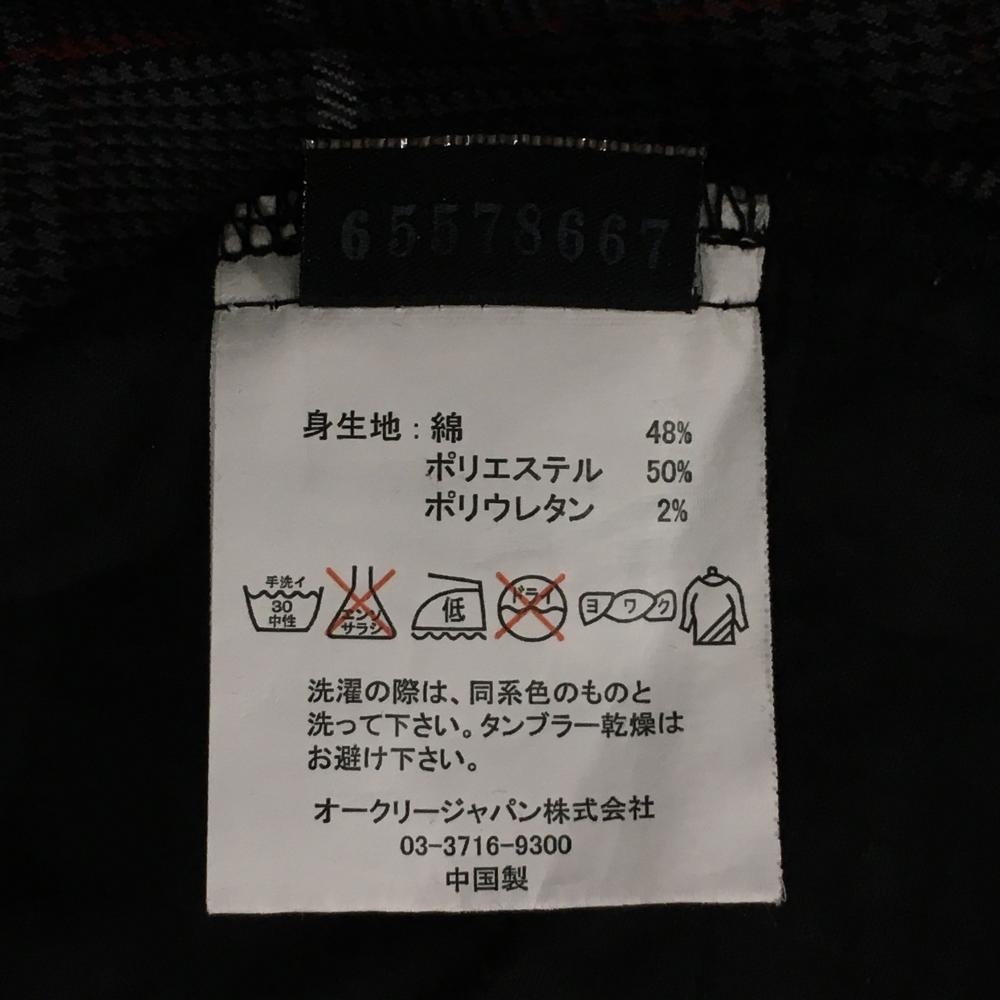 65578667
身生地:綿 48%
ポリエステル 50%
ポリウレタン 2%
手洗イ
30
中性
エンソ
サラシ
低
ドライ
ヨワク
洗濯の際は、同系色のものと
洗って下さい。タンブラー乾燥は
お避け下さい。
オークリージャパン株式会社
03-3716-9300
中国製